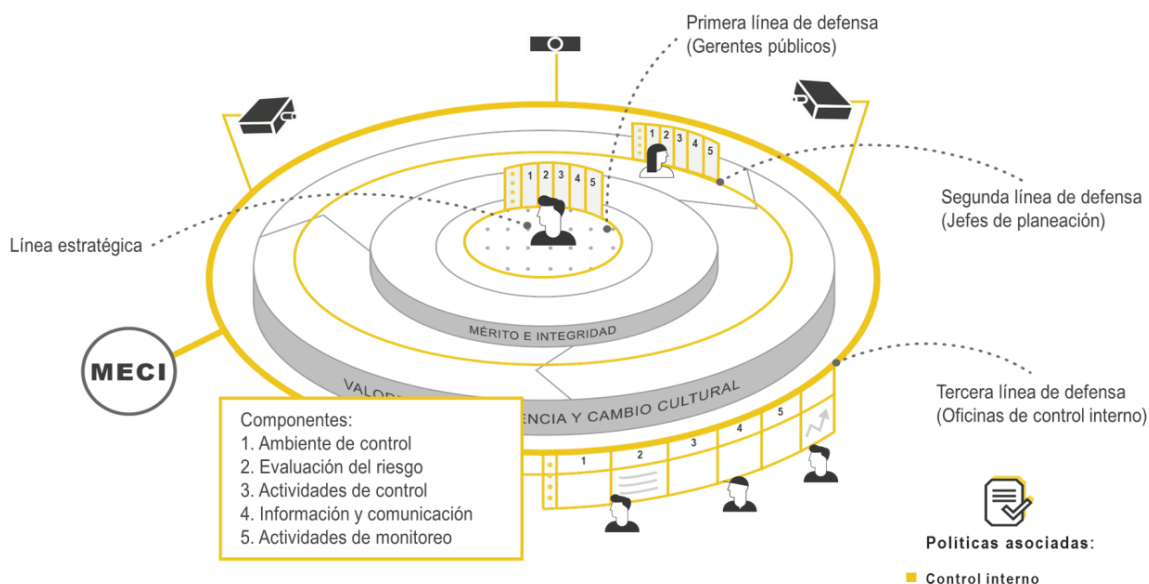 Primera línea de defensa
(Gerentes públicos)
1 2 3 4 5
1 2 3 4 5
Segunda línea de defensa
(Jefes de planeación)
Línea estratégica
MÉRITO E INTEGRIDAD
MECI
VALOR
ENCIA Y CAMBIO CULTURAL
Tercera línea de defensa
(Oficinas de control interno)
Componentes:
1. Ambiente de control
2. Evaluación del riesgo
3. Actividades de control
4. Información y comunicación
5. Actividades de monitoreo
1 2 3 4 5
Políticas asociadas:
Control interno